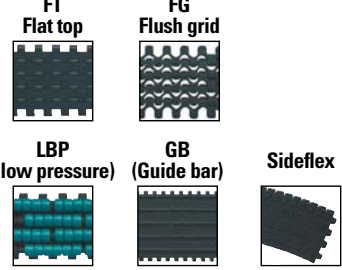 FT
FG
Flat top
Flush grid
LBP
GB
low pressure)
(Guide bar)
Sideflex